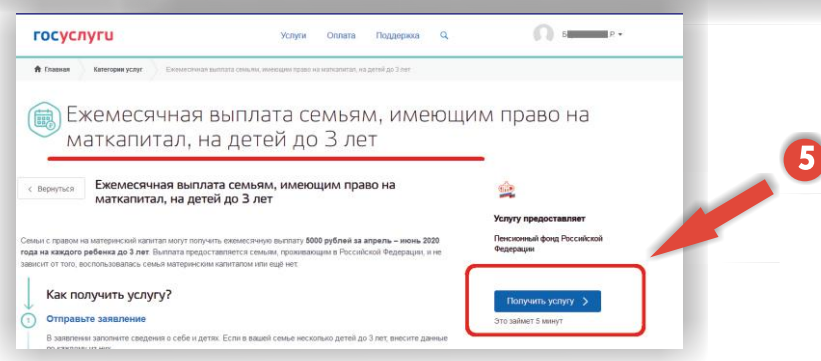 госуслуги
Услуги Оплата Поддержка
Р.
Главная Категории услуг Ежемесячная выплата семьям, имеющим право на маткапитал, на детей до 3 лет
Ежемесячная выплата семьям, имеющим право на
маткапитал, на детей до 3 лет
5
Вернуться
Ежемесячная выплата семьям, имеющим право на
маткапитал, на детей до 3 лет
Услугу предоставляет
Пенсионный фонд Российской
Федерации
Семьи с правом на материнский капитал могут получить ежемесячную выплату 5000 рублей за апрель – июнь 2020
года на каждого ребенка до 3 лет. Выплата предоставляется семьям, проживающим в Российской Федерации, и не
зависит от того, воспользовалась семья материнским капиталом или ещё нет.
Как получить услугу?
Получить услугу
Это займет 5 минут
1 Отправьте заявление
В заявлении заполните сведения о себе и детях. Если в вашей семье несколько детей до 3 лет, внесите данные